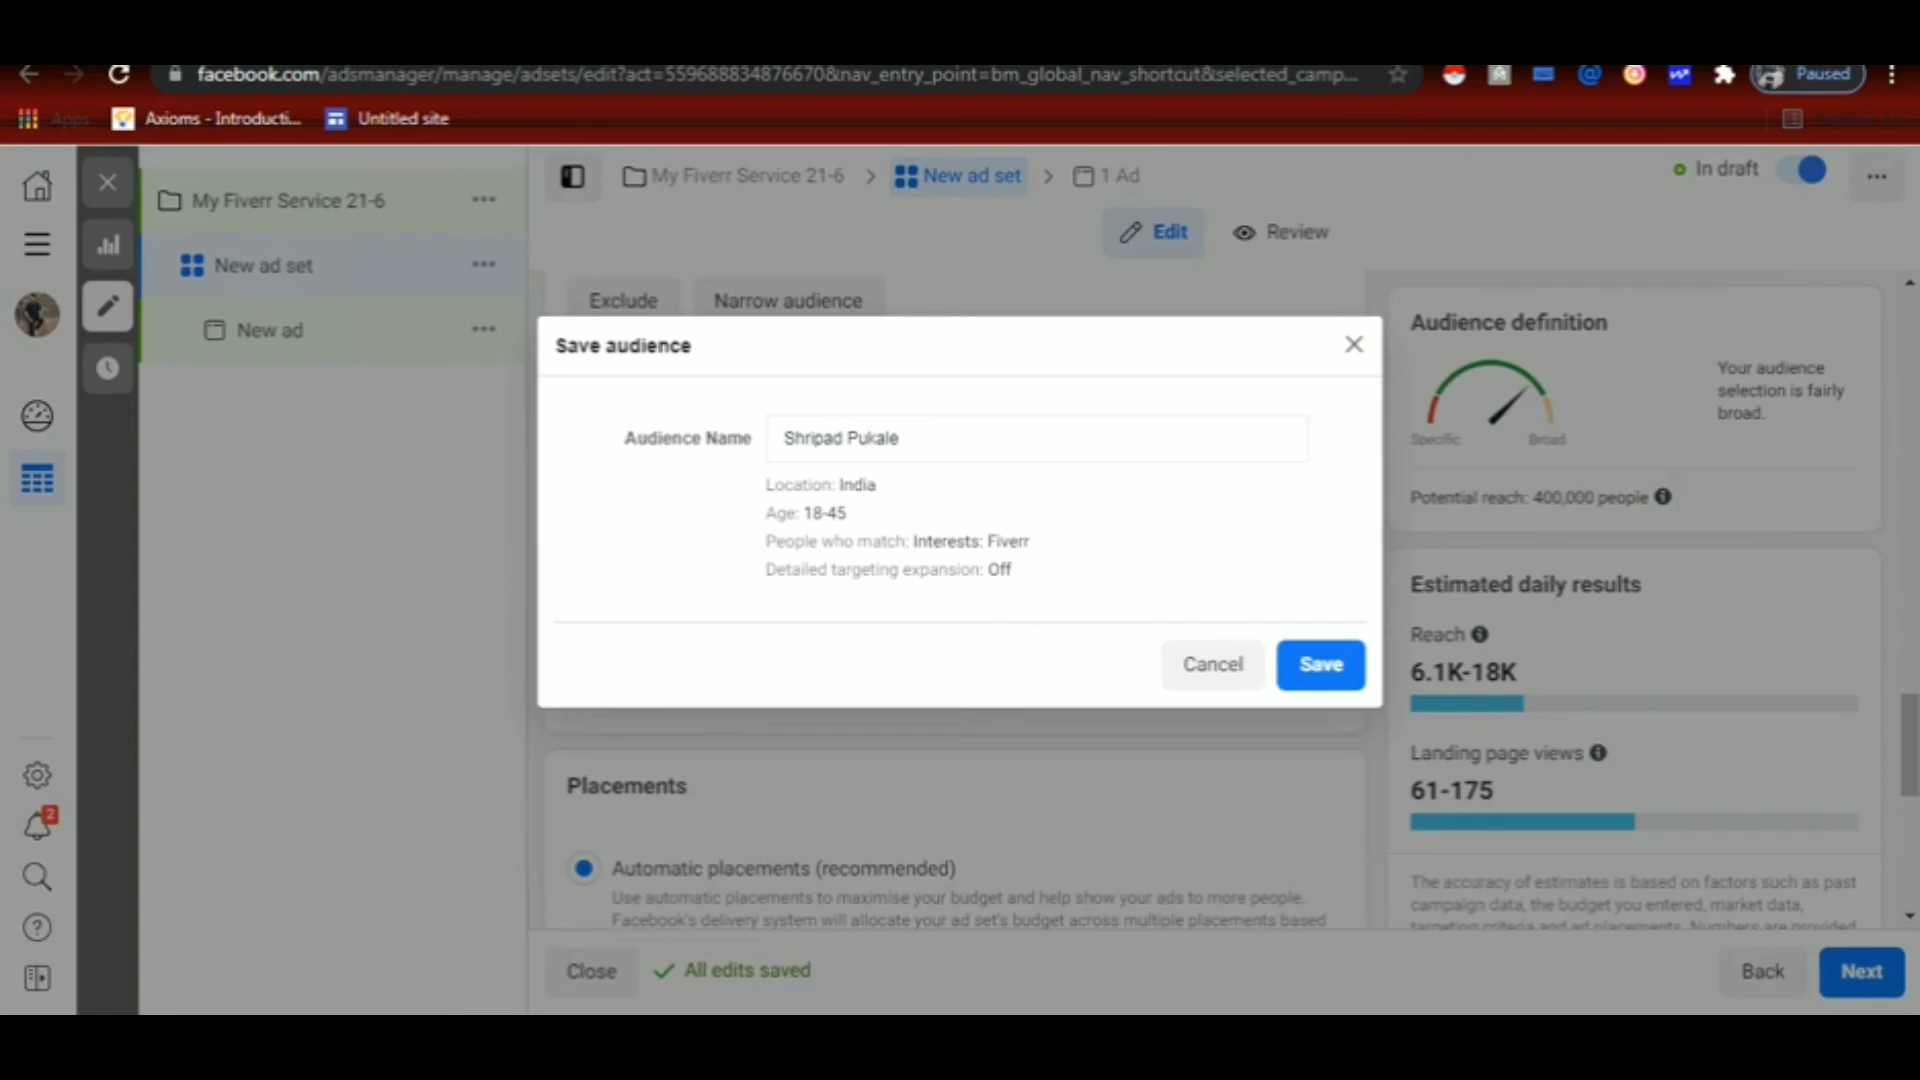 facebook.com/adsmanager/manage/adsets/edit?act=559688834876670&nav_entry_point=bm_global_nav_shortcut&selected_camp...
Paused
Apps
Axioms - Introducti...
Untitled site
My Fiverr Service 21-6
New ad set
1 Ad
In draft
My Fiverr Service 21-6
Edit
Review
New ad set
Exclude
Narrow audience
New ad
Audience definition
Save audience
Your audience
selection is fairly
broad.
Specific
Broad
Audience Name
Shripad Pukale
Location: India
Age: 18-45
People who match: Interests: Fiverr
Detailed targeting expansion: Off
Potential reach: 400,000 people
Estimated daily results
Reach
6.1K-18K
Cancel
Save
Landing page views
61-175
Placements
Automatic placements (recommended)
Use automatic placements to maximise your budget and help show your ads to more people.
Facebook's delivery system will allocate your ad set's budget across multiple placements based
2
The accuracy of estimates is based on factors such as past
campaign data, the budget you entered, market data,
targeting criteria and ad placements. Numbers are provided
Close
All edits saved
Back
Next